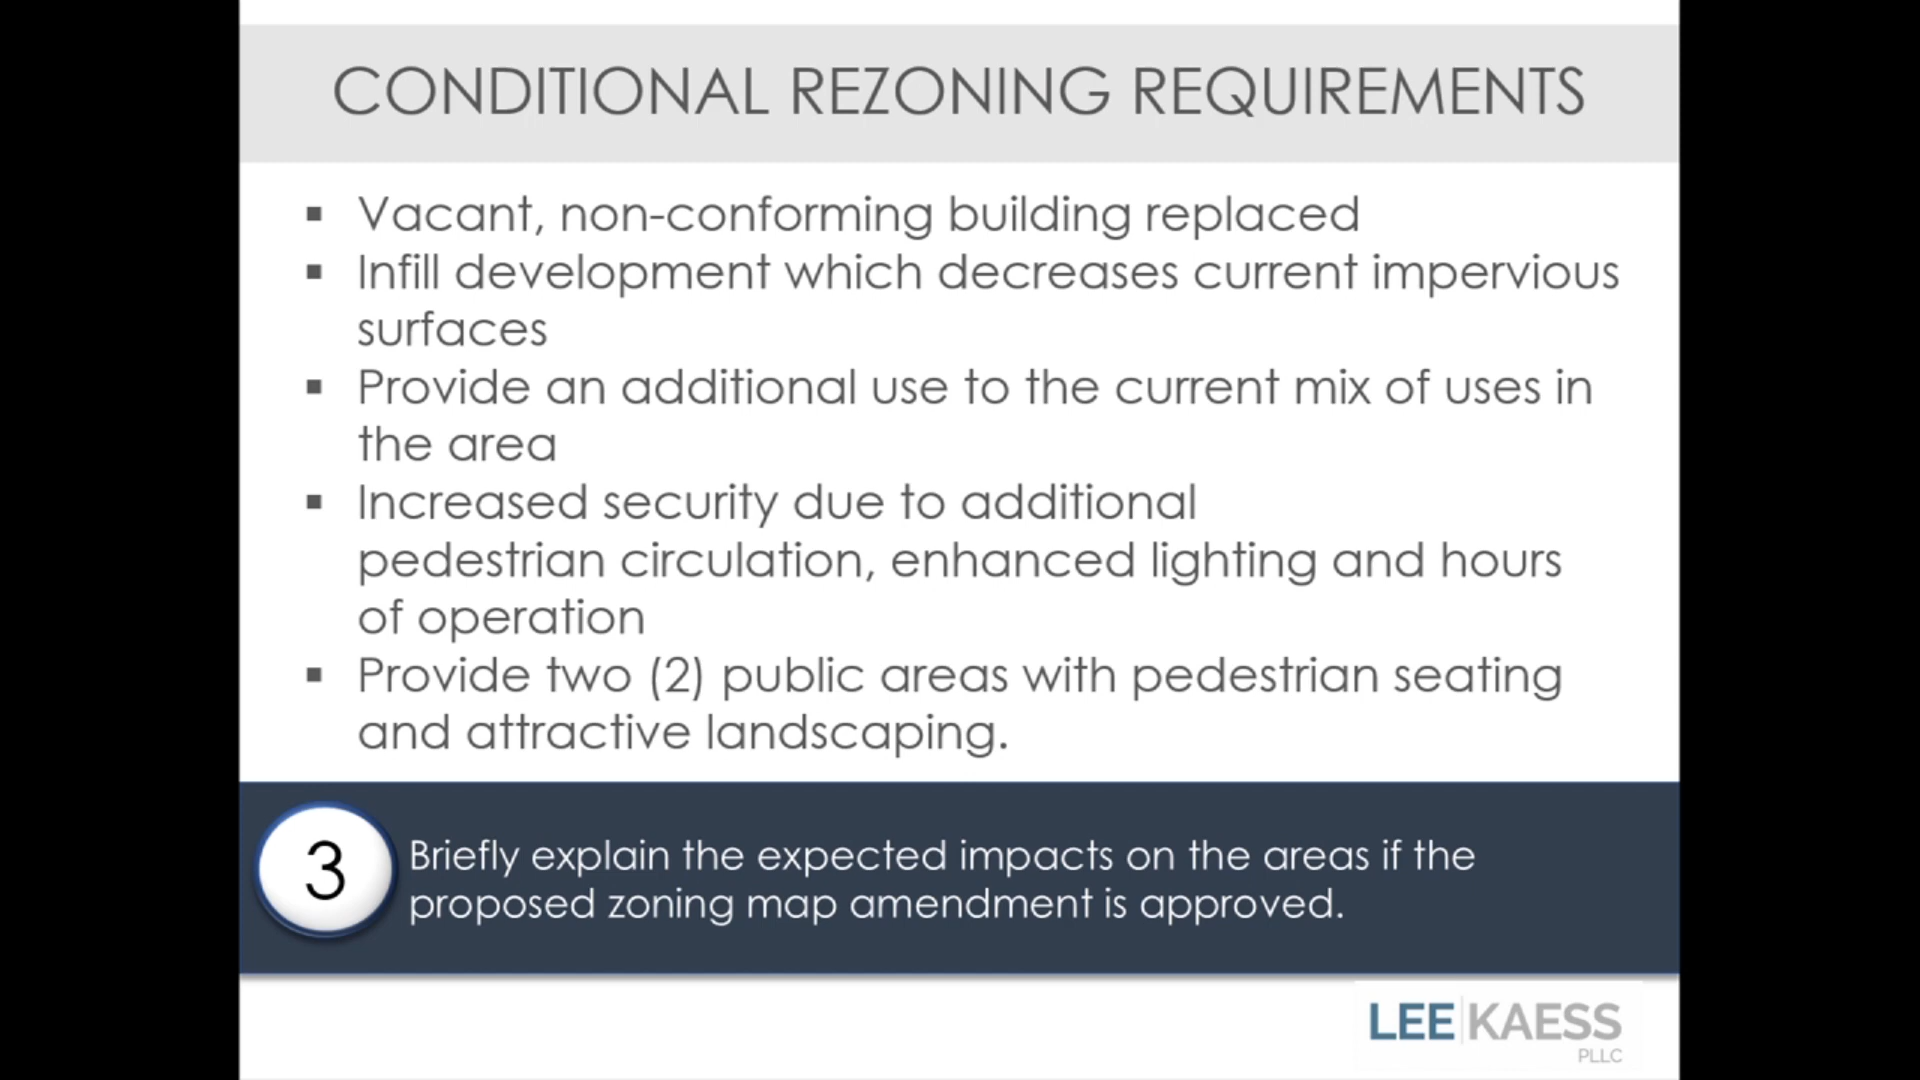 CONDITIONAL REZONING REQUIREMENTS
▪ Vacant, non-conforming building replaced
▪ Infill development which decreases current impervious
surfaces
▪ Provide an additional use to the current mix of uses in
the area
▪ Increased security due to additional
pedestrian circulation, enhanced lighting and hours
of operation
▪ Provide two (2) public areas with pedestrian seating
and attractive landscaping.
3
Briefly explain the expected impacts on the areas if the
proposed zoning map amendment is approved.
LEE KAESS
PLLC